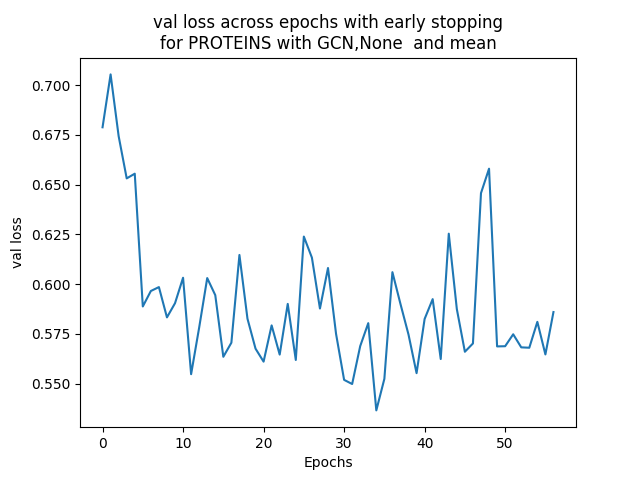 val loss across epochs with early stopping
for PROTEINS with GCN,None  and mean
0.700
0.675
0.650
0.625
0.600
0.575
0.550
val loss
0 10 20 30 40 50
Epochs